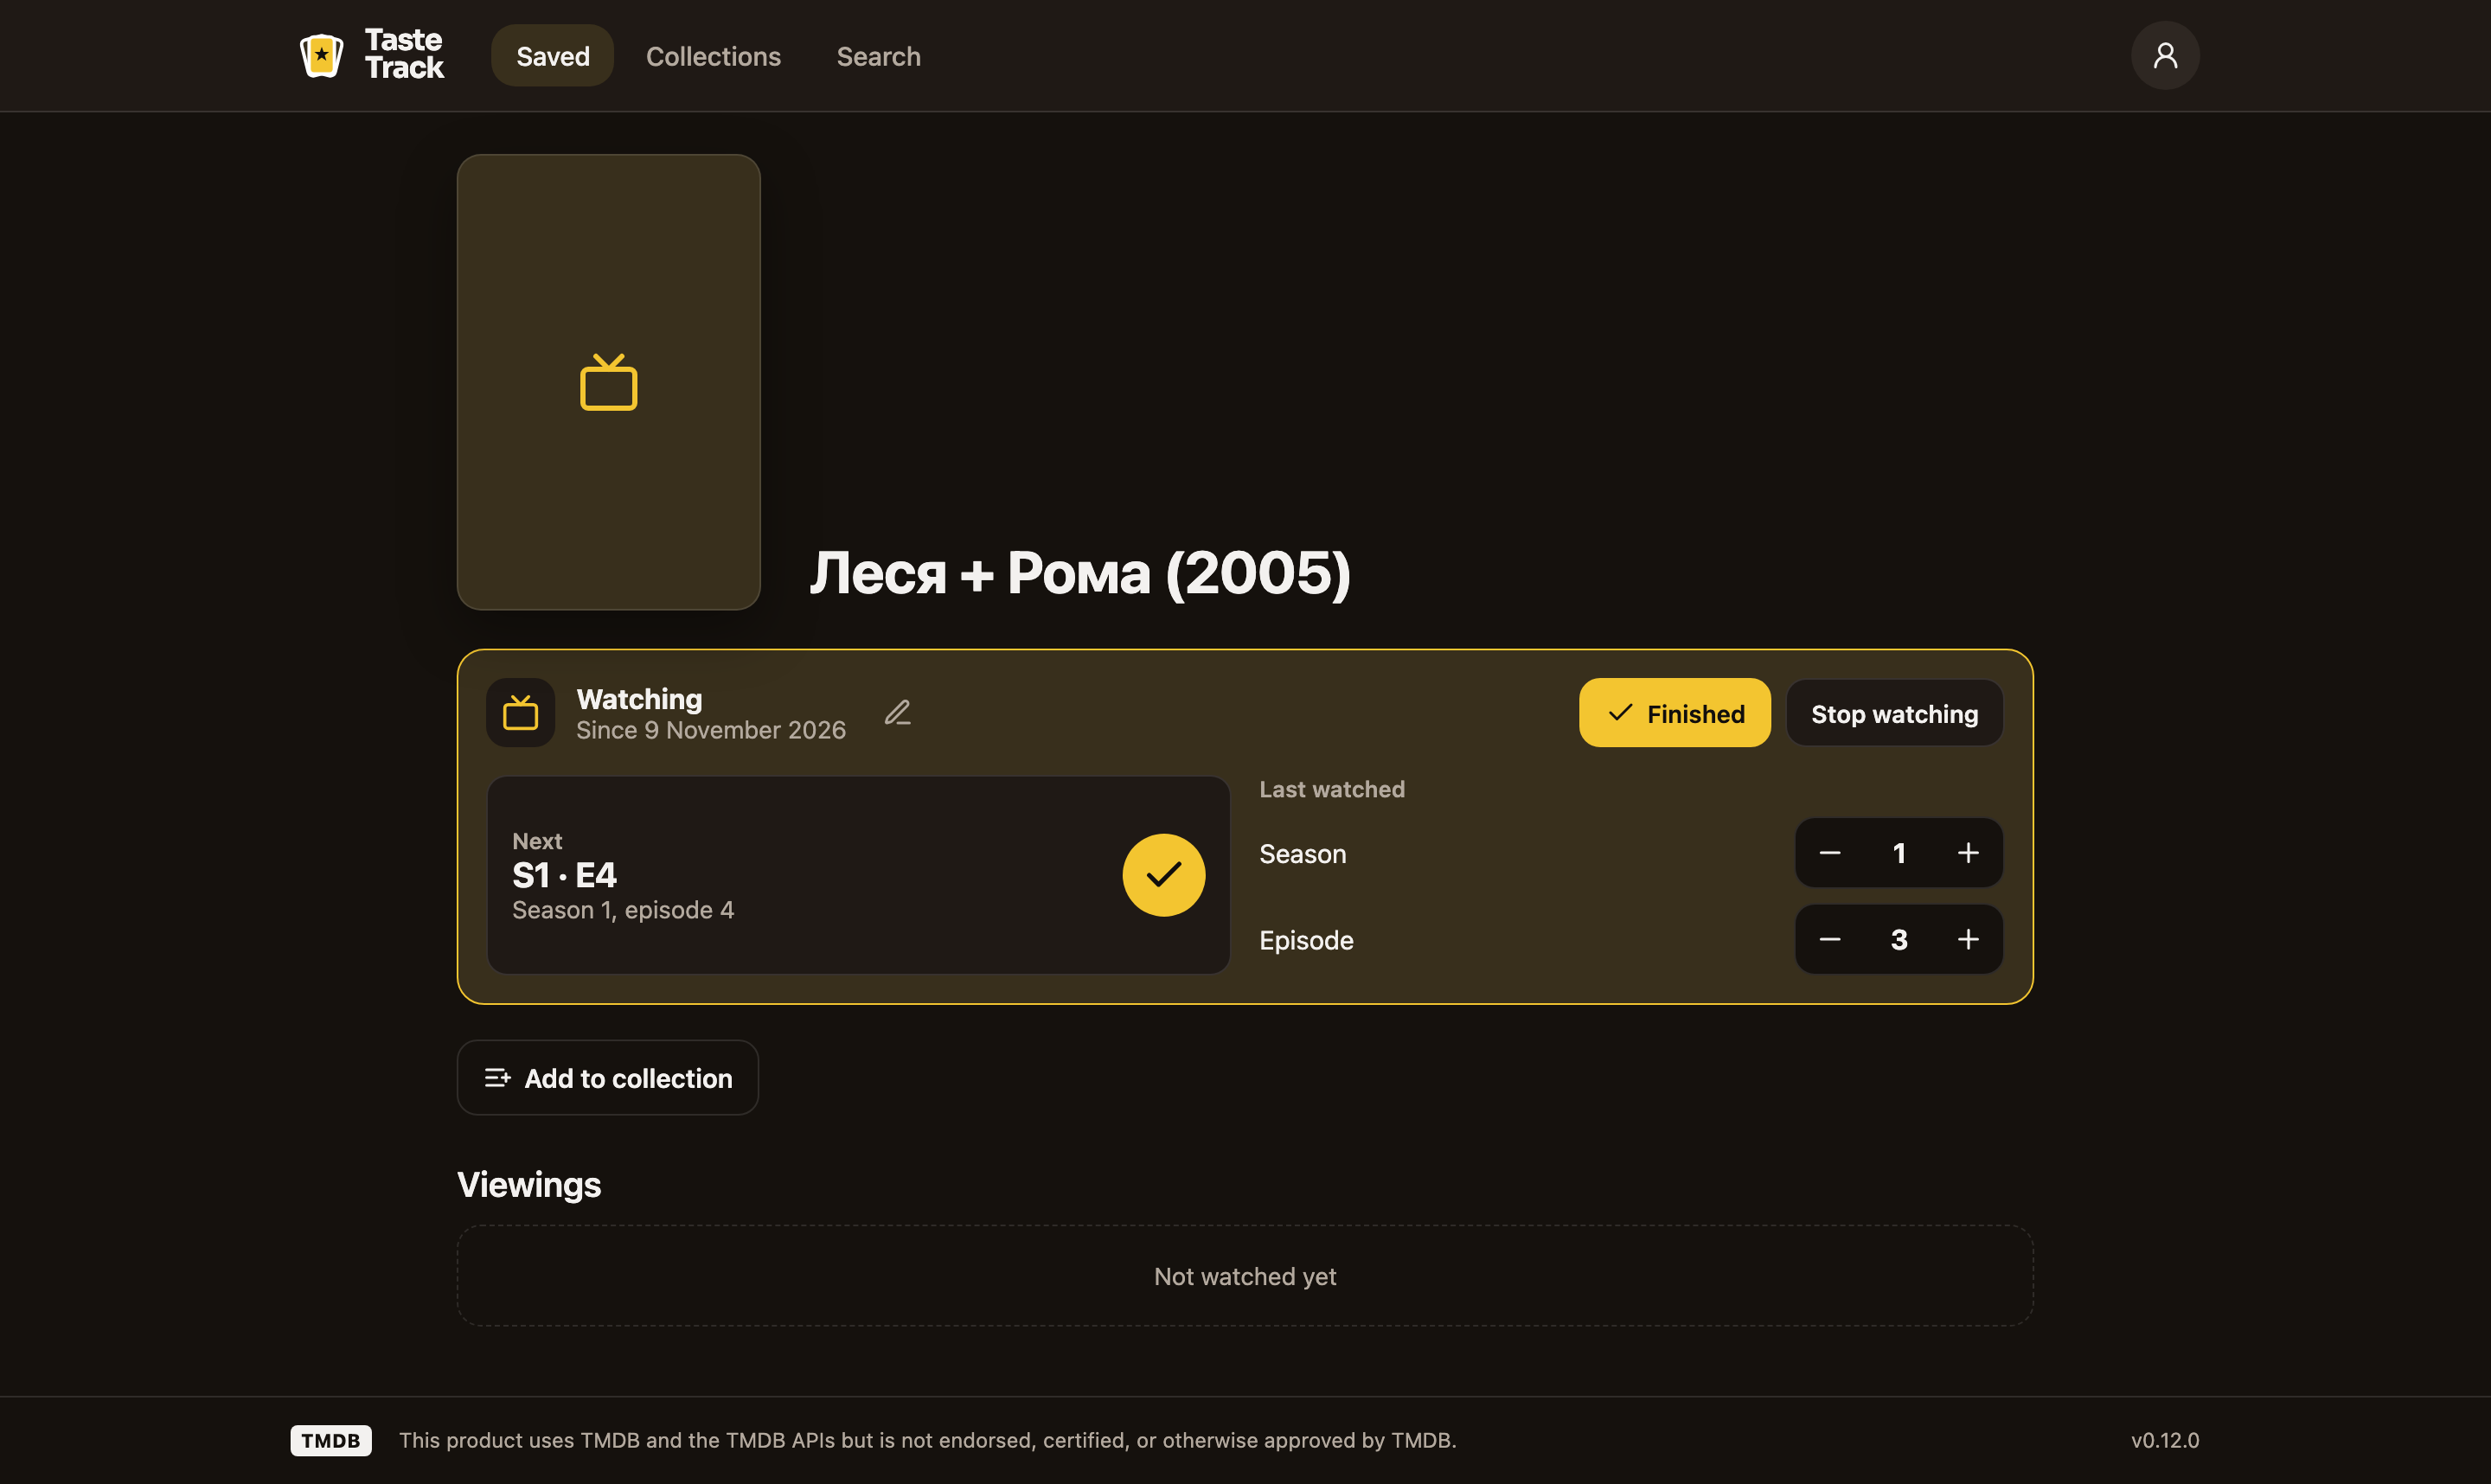 Taste
Track
Saved
Collections
Search
Леся + Рома (2005)
Watching
Since 9 November 2026
Finished
Stop watching
Next
S1 · E4
Season 1, episode 4
Last watched
Season
1
Episode
3
Add to collection
Viewings
Not watched yet
TMDB
This product uses TMDB and the TMDB APIs but is not endorsed, certified, or otherwise approved by TMDB.
v0.12.0